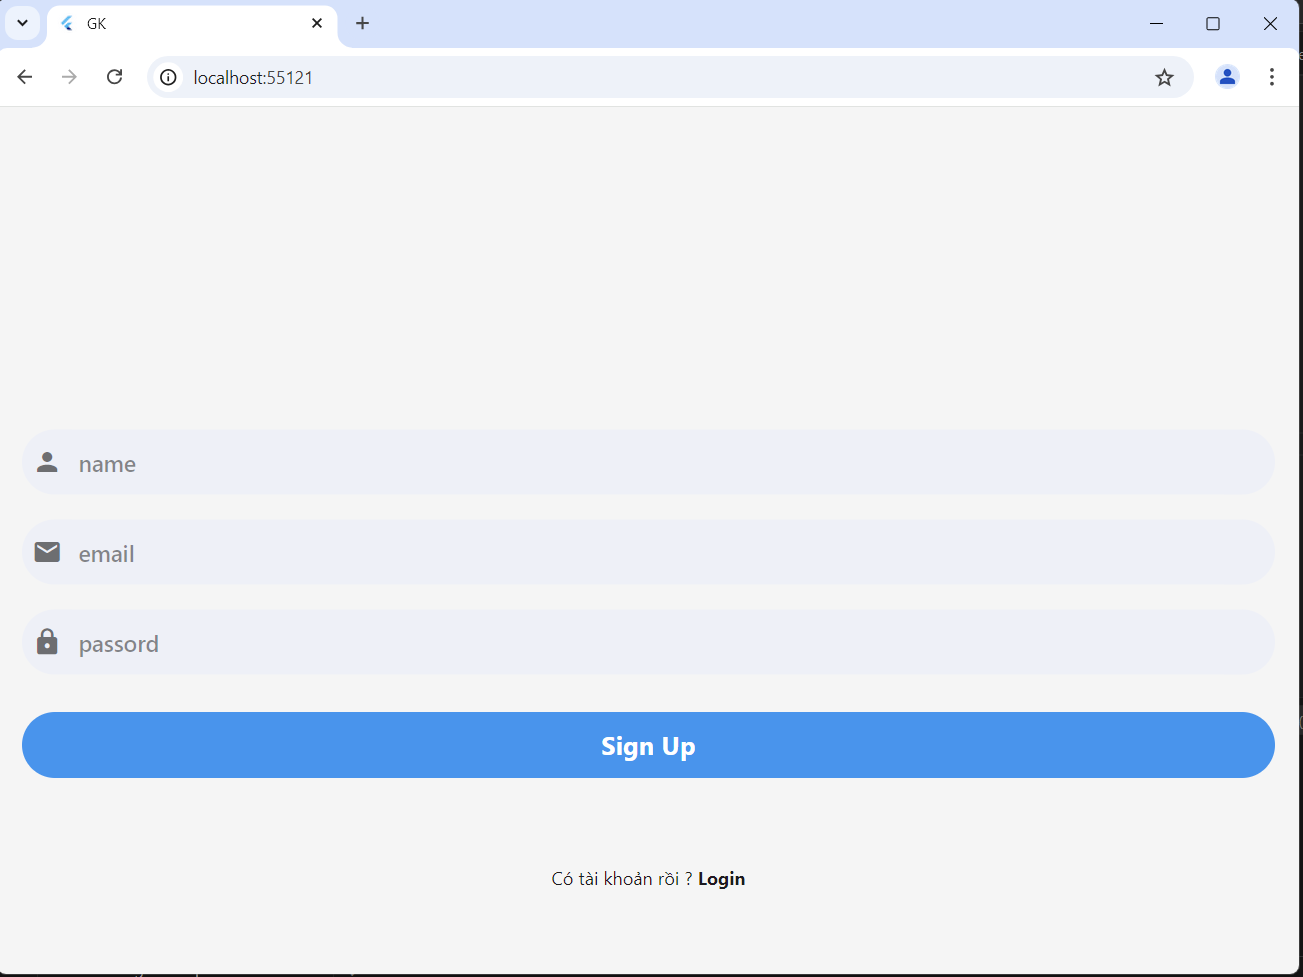 GK
localhost:55121
name
email
passord
Sign Up
Có tài khoản rồi ? Login